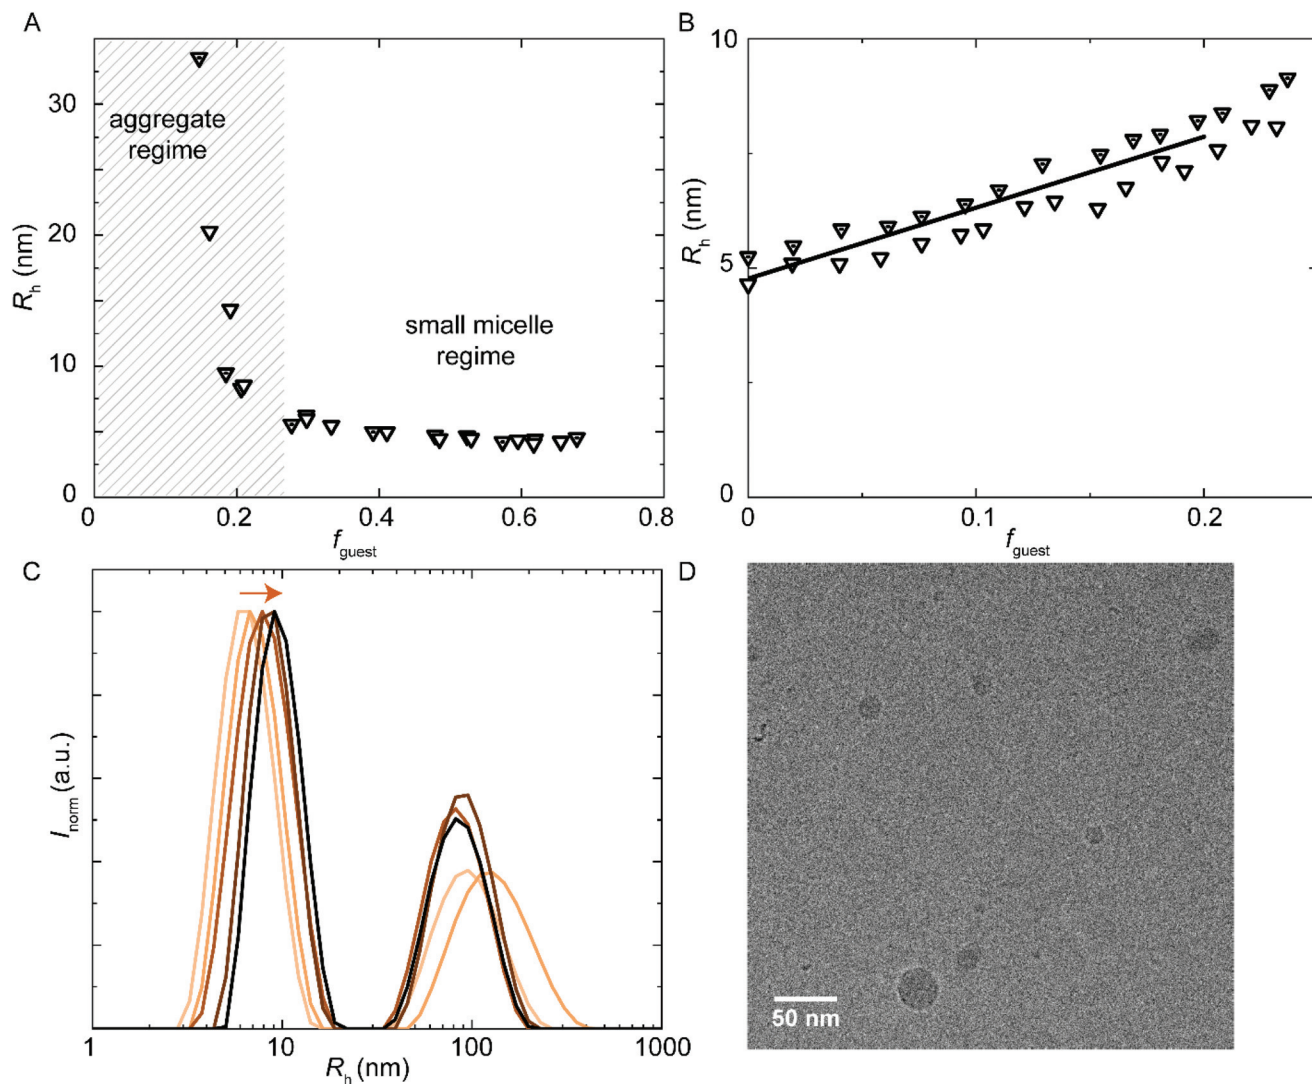 A
30
20
10
0
R_h (nm)
aggregate
regime
small micelle
regime
0 0.2 0.4 0.6 0.8
f_guest
B
10
5
0
R_h (nm)
0 0.1 0.2
f_guest
C
I_norm (a.u.)
1 10 100 1000
R_h (nm)
D
50 nm